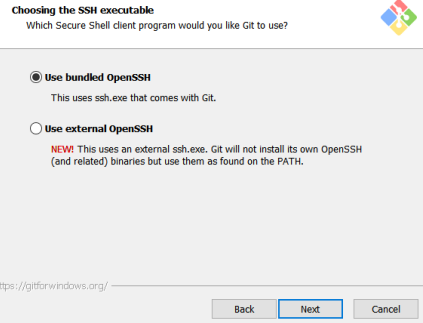 Choosing the SSH executable
Which Secure Shell client program would you like Git to use?
Use bundled OpenSSH
This uses ssh.exe that comes with Git.
Use external OpenSSH
NEW! This uses an external ssh.exe. Git will not install its own OpenSSH
(and related) binaries but use them as found on the PATH.
ttps://gitforwindows.org/
Back Next Cancel